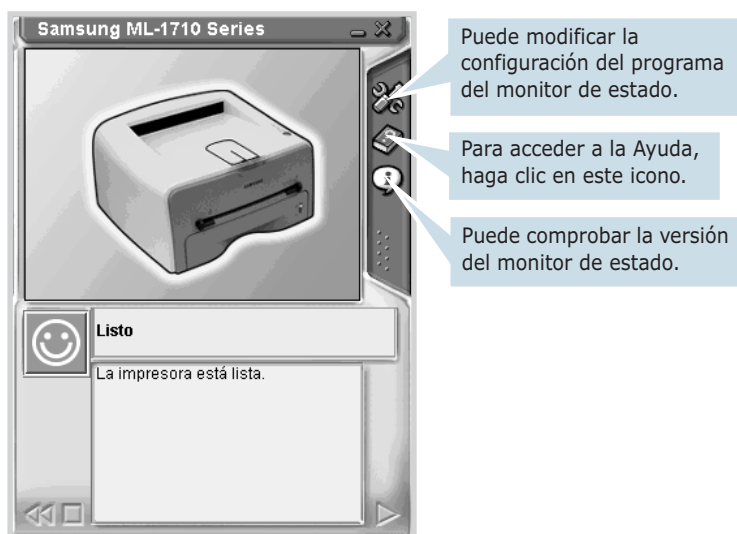 Samsung ML-1710 Series
Puede modificar la
configuración del programa
del monitor de estado.
Para acceder a la Ayuda,
haga clic en este icono.
Puede comprobar la versión
del monitor de estado.
Listo
La impresora está lista.